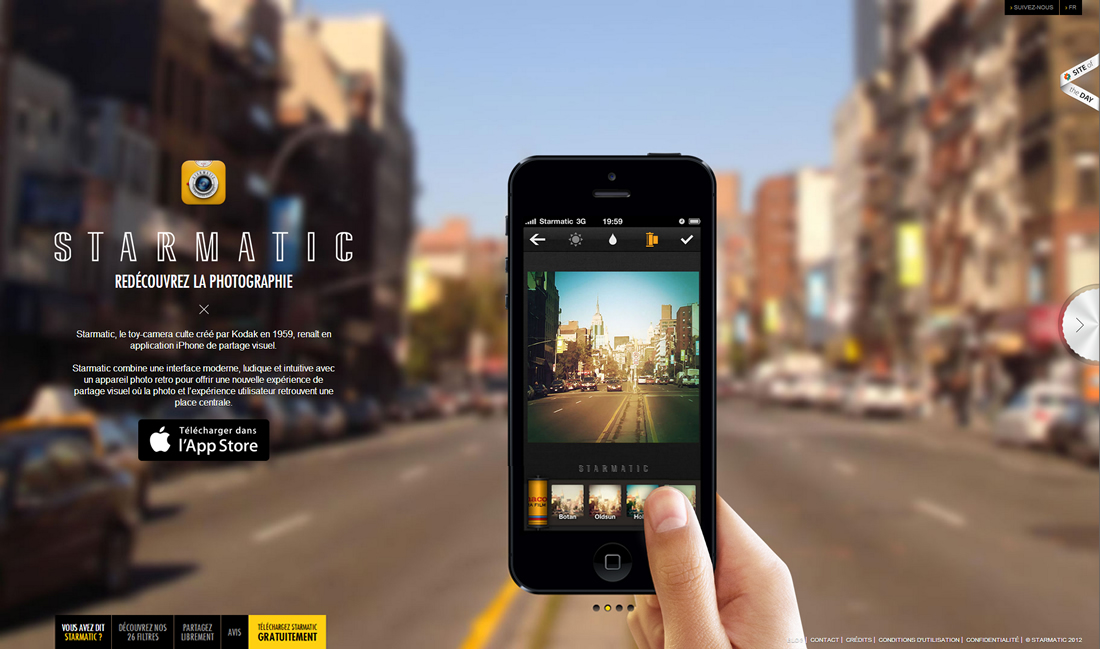 › SUIVEZ-NOUS
› FR
SITE of
the DAY
STARMATIC
REDÉCOUVREZ LA PHOTOGRAPHIE
Starmatic, le toy-camera culte créé par Kodak en 1959, renaît en
application iPhone de partage visuel.
Starmatic combine une interface moderne, ludique et intuitive avec
un appareil photo retro pour offrir une nouvelle expérience de
partage visuel où la photo et l'expérience utilisateur retrouvent une
place centrale.
Télécharger dans
l'App Store
Starmatic 3G 19:59
STARMATIC
Botan Oldsun
VOUS AVEZ DIT
STARMATIC ?
DÉCOUVREZ NOS
26 FILTRES
PARTAGEZ
LIBREMENT
AVIS
TÉLÉCHARGEZ STARMATIC
GRATUITEMENT
| CONTACT | CRÉDITS | CONDITIONS D'UTILISATION | CONFIDENTIALITÉ | © STARMATIC 2012